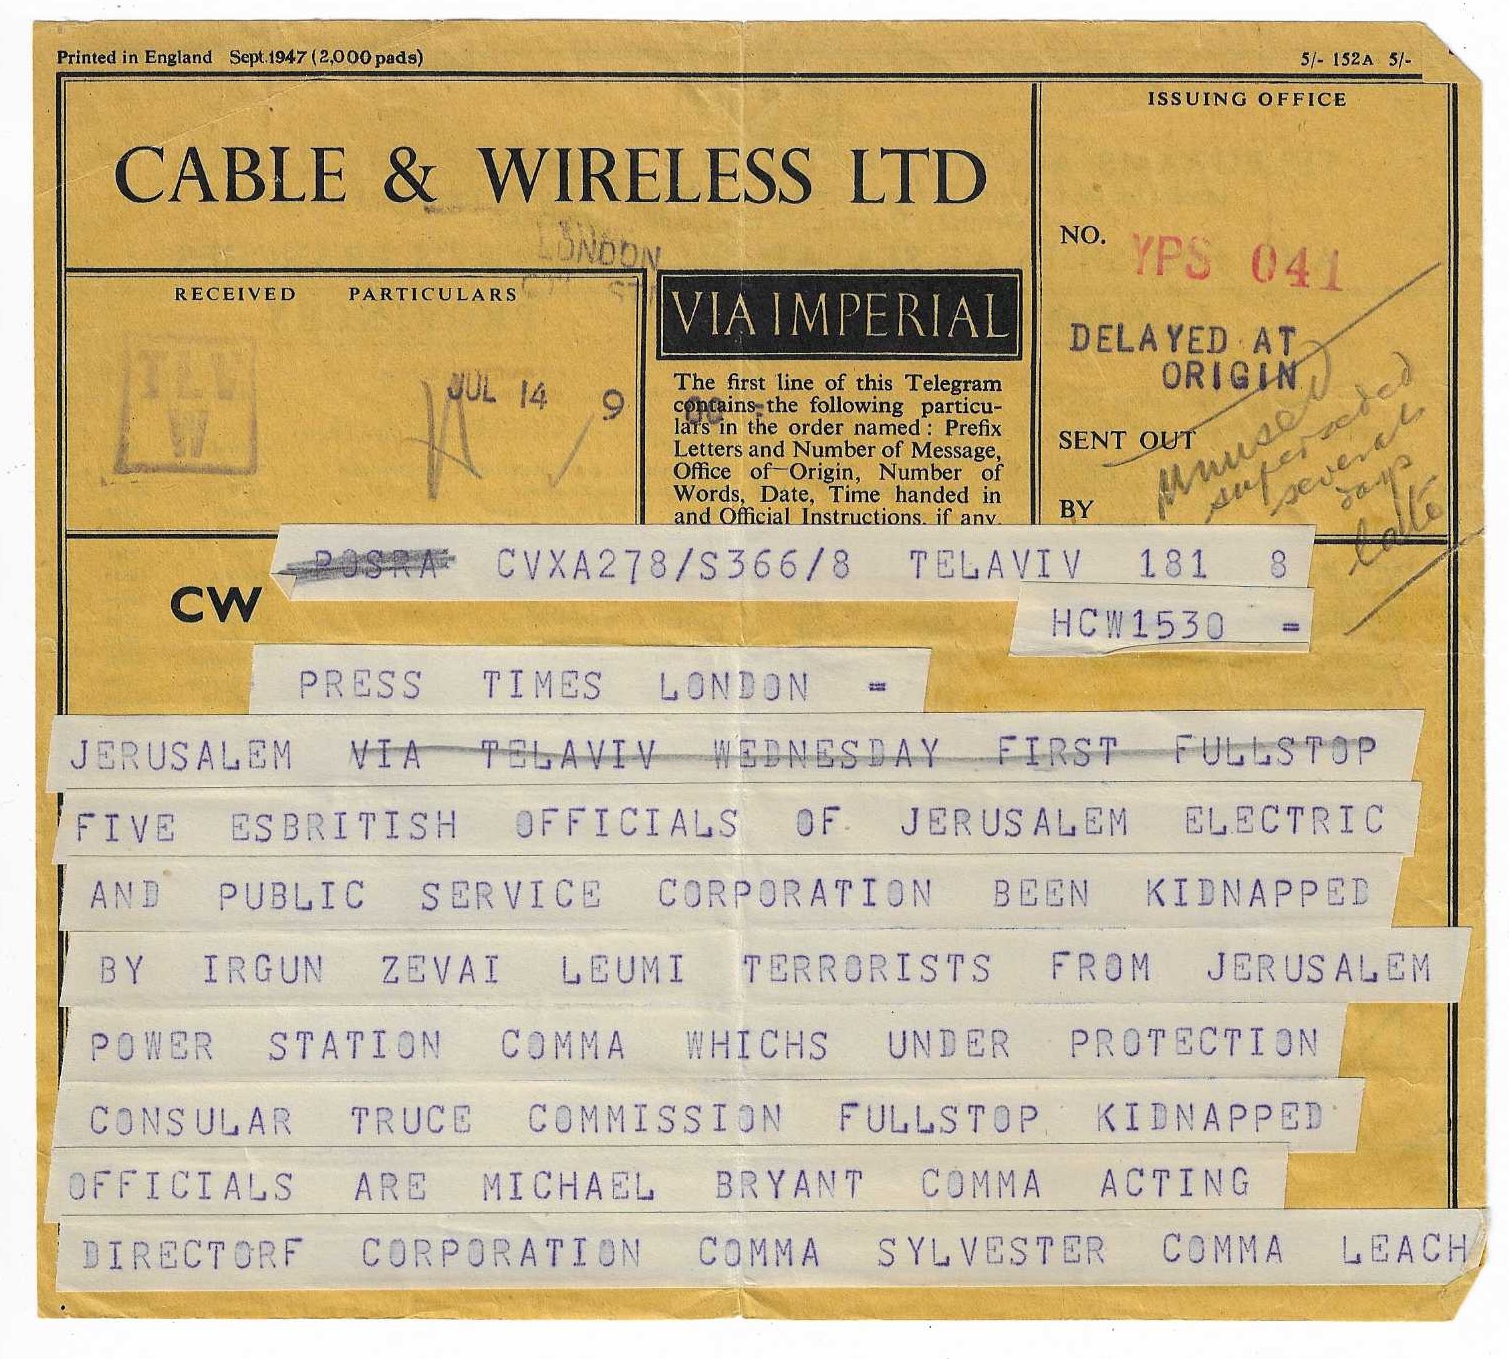 Printed in England Sept.1947 (2,000 pads)
5/- 152A 5/-
CABLE & WIRELESS LTD
ISSUING OFFICE
LONDON
NO. YPS 041
RECEIVED PARTICULARS
VIA IMPERIAL
DELAYED AT
ORIGIN
JUL 14 9 00
The first line of this Telegram
contains the following particu-
lars in the order named : Prefix
Letters and Number of Message,
Office of Origin, Number of
Words, Date, Time handed in
and Official Instructions, if any.
SENT OUT
BY
unused
superseded
several
days
late
POSRA CVXA278/S366/8 TELAVIV 181 8
CW
HCW1530 =
PRESS TIMES LONDON =
JERUSALEM VIA TELAVIV WEDNESDAY FIRST FULLSTOP
FIVE ESBRITISH OFFICIALS OF JERUSALEM ELECTRIC
AND PUBLIC SERVICE CORPORATION BEEN KIDNAPPED
BY IRGUN ZEVAI LEUMI TERRORISTS FROM JERUSALEM
POWER STATION COMMA WHICHS UNDER PROTECTION
CONSULAR TRUCE COMMISSION FULLSTOP KIDNAPPED
OFFICIALS ARE MICHAEL BRYANT COMMA ACTING
DIRECTORF CORPORATION COMMA SYLVESTER COMMA LEACH